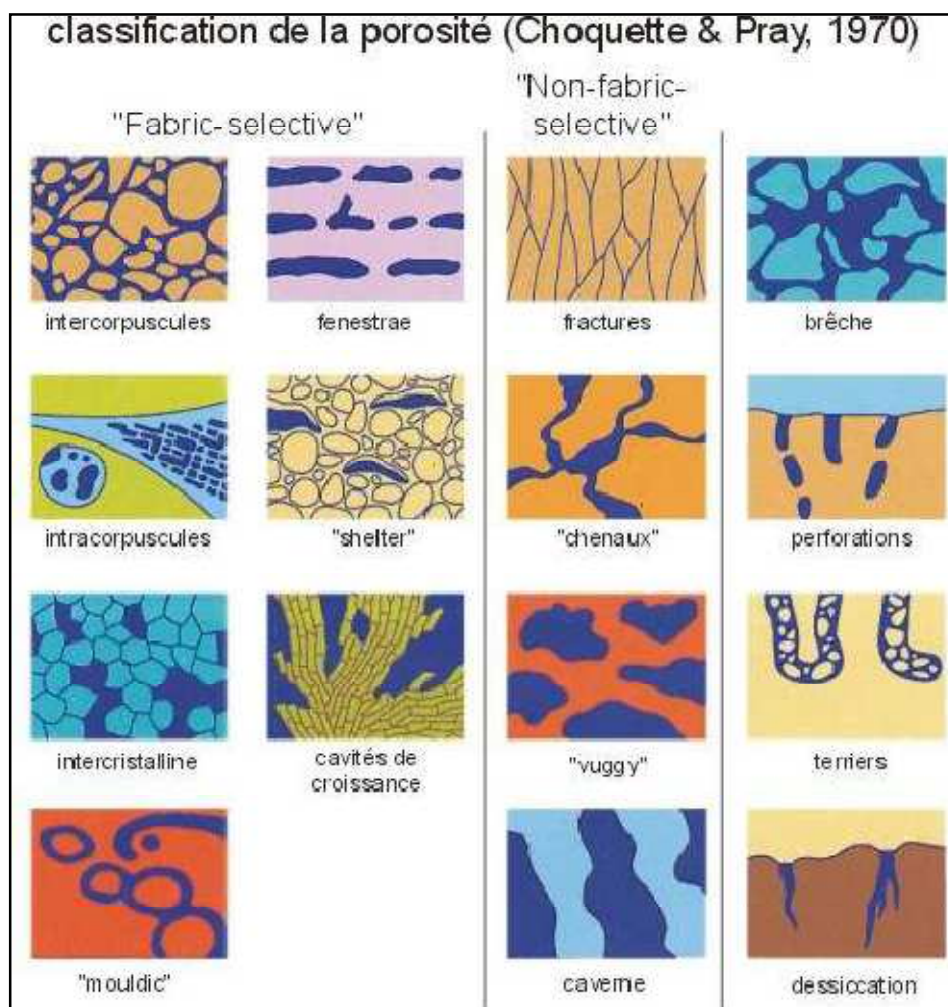 classification de la porosité (Choquette & Pray, 1970)
"Fabric-selective"
"Non-fabric-
selective"
intercorpuscules
fenestrae
fractures
brêche
intracorpuscules
"shelter"
"chenaux"
perforations
intercristalline
cavités de
croissance
"vuggy"
terriers
"mouldic"
caverne
dessiccation